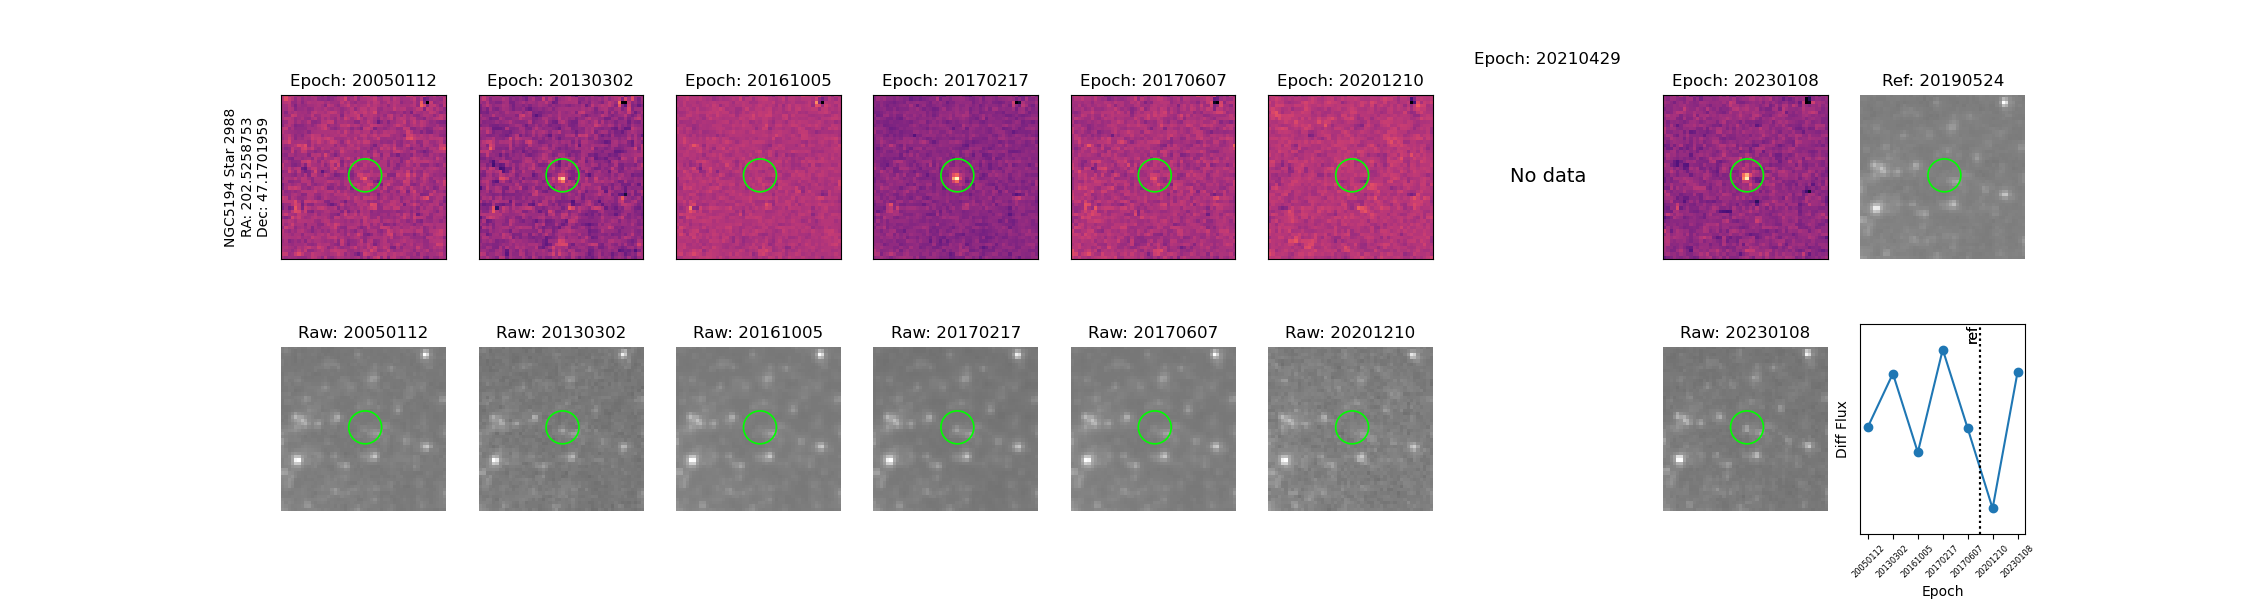 NGC5194 Star 2988
RA: 202.5258753
Dec: 47.1701959
Epoch: 20050112
Epoch: 20130302
Epoch: 20161005
Epoch: 20170217
Epoch: 20170607
Epoch: 20201210
Epoch: 20210429
Epoch: 20230108
Ref: 20190524
No data
Raw: 20050112
Raw: 20130302
Raw: 20161005
Raw: 20170217
Raw: 20170607
Raw: 20201210
Raw: 20230108
ref
Diff Flux
20050112
20130302
20161005
20170217
20170607
20201210
20230108
Epoch